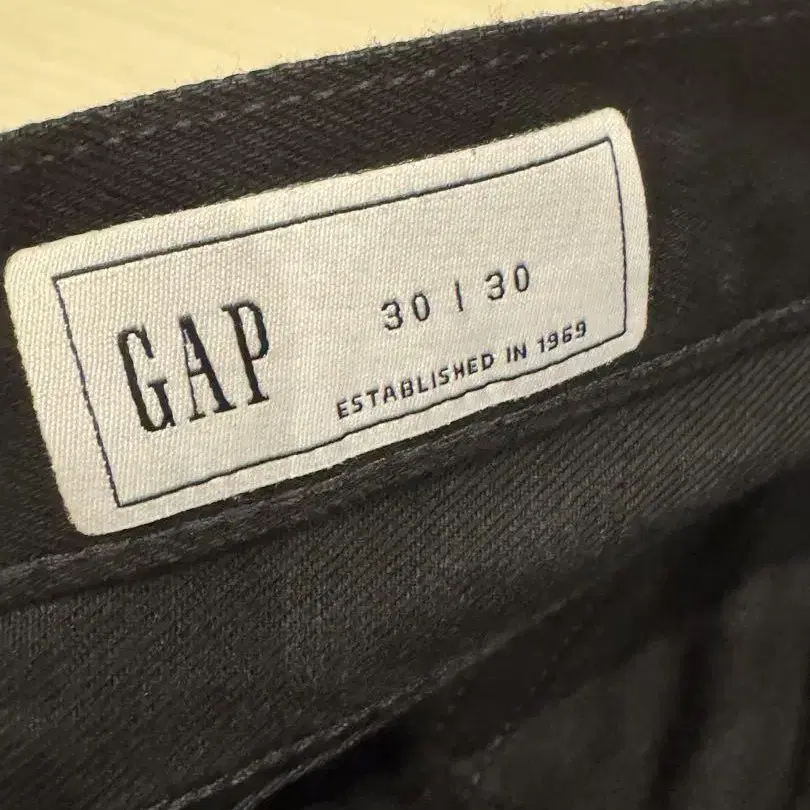 GAP
30 | 30
ESTABLISHED IN 1969